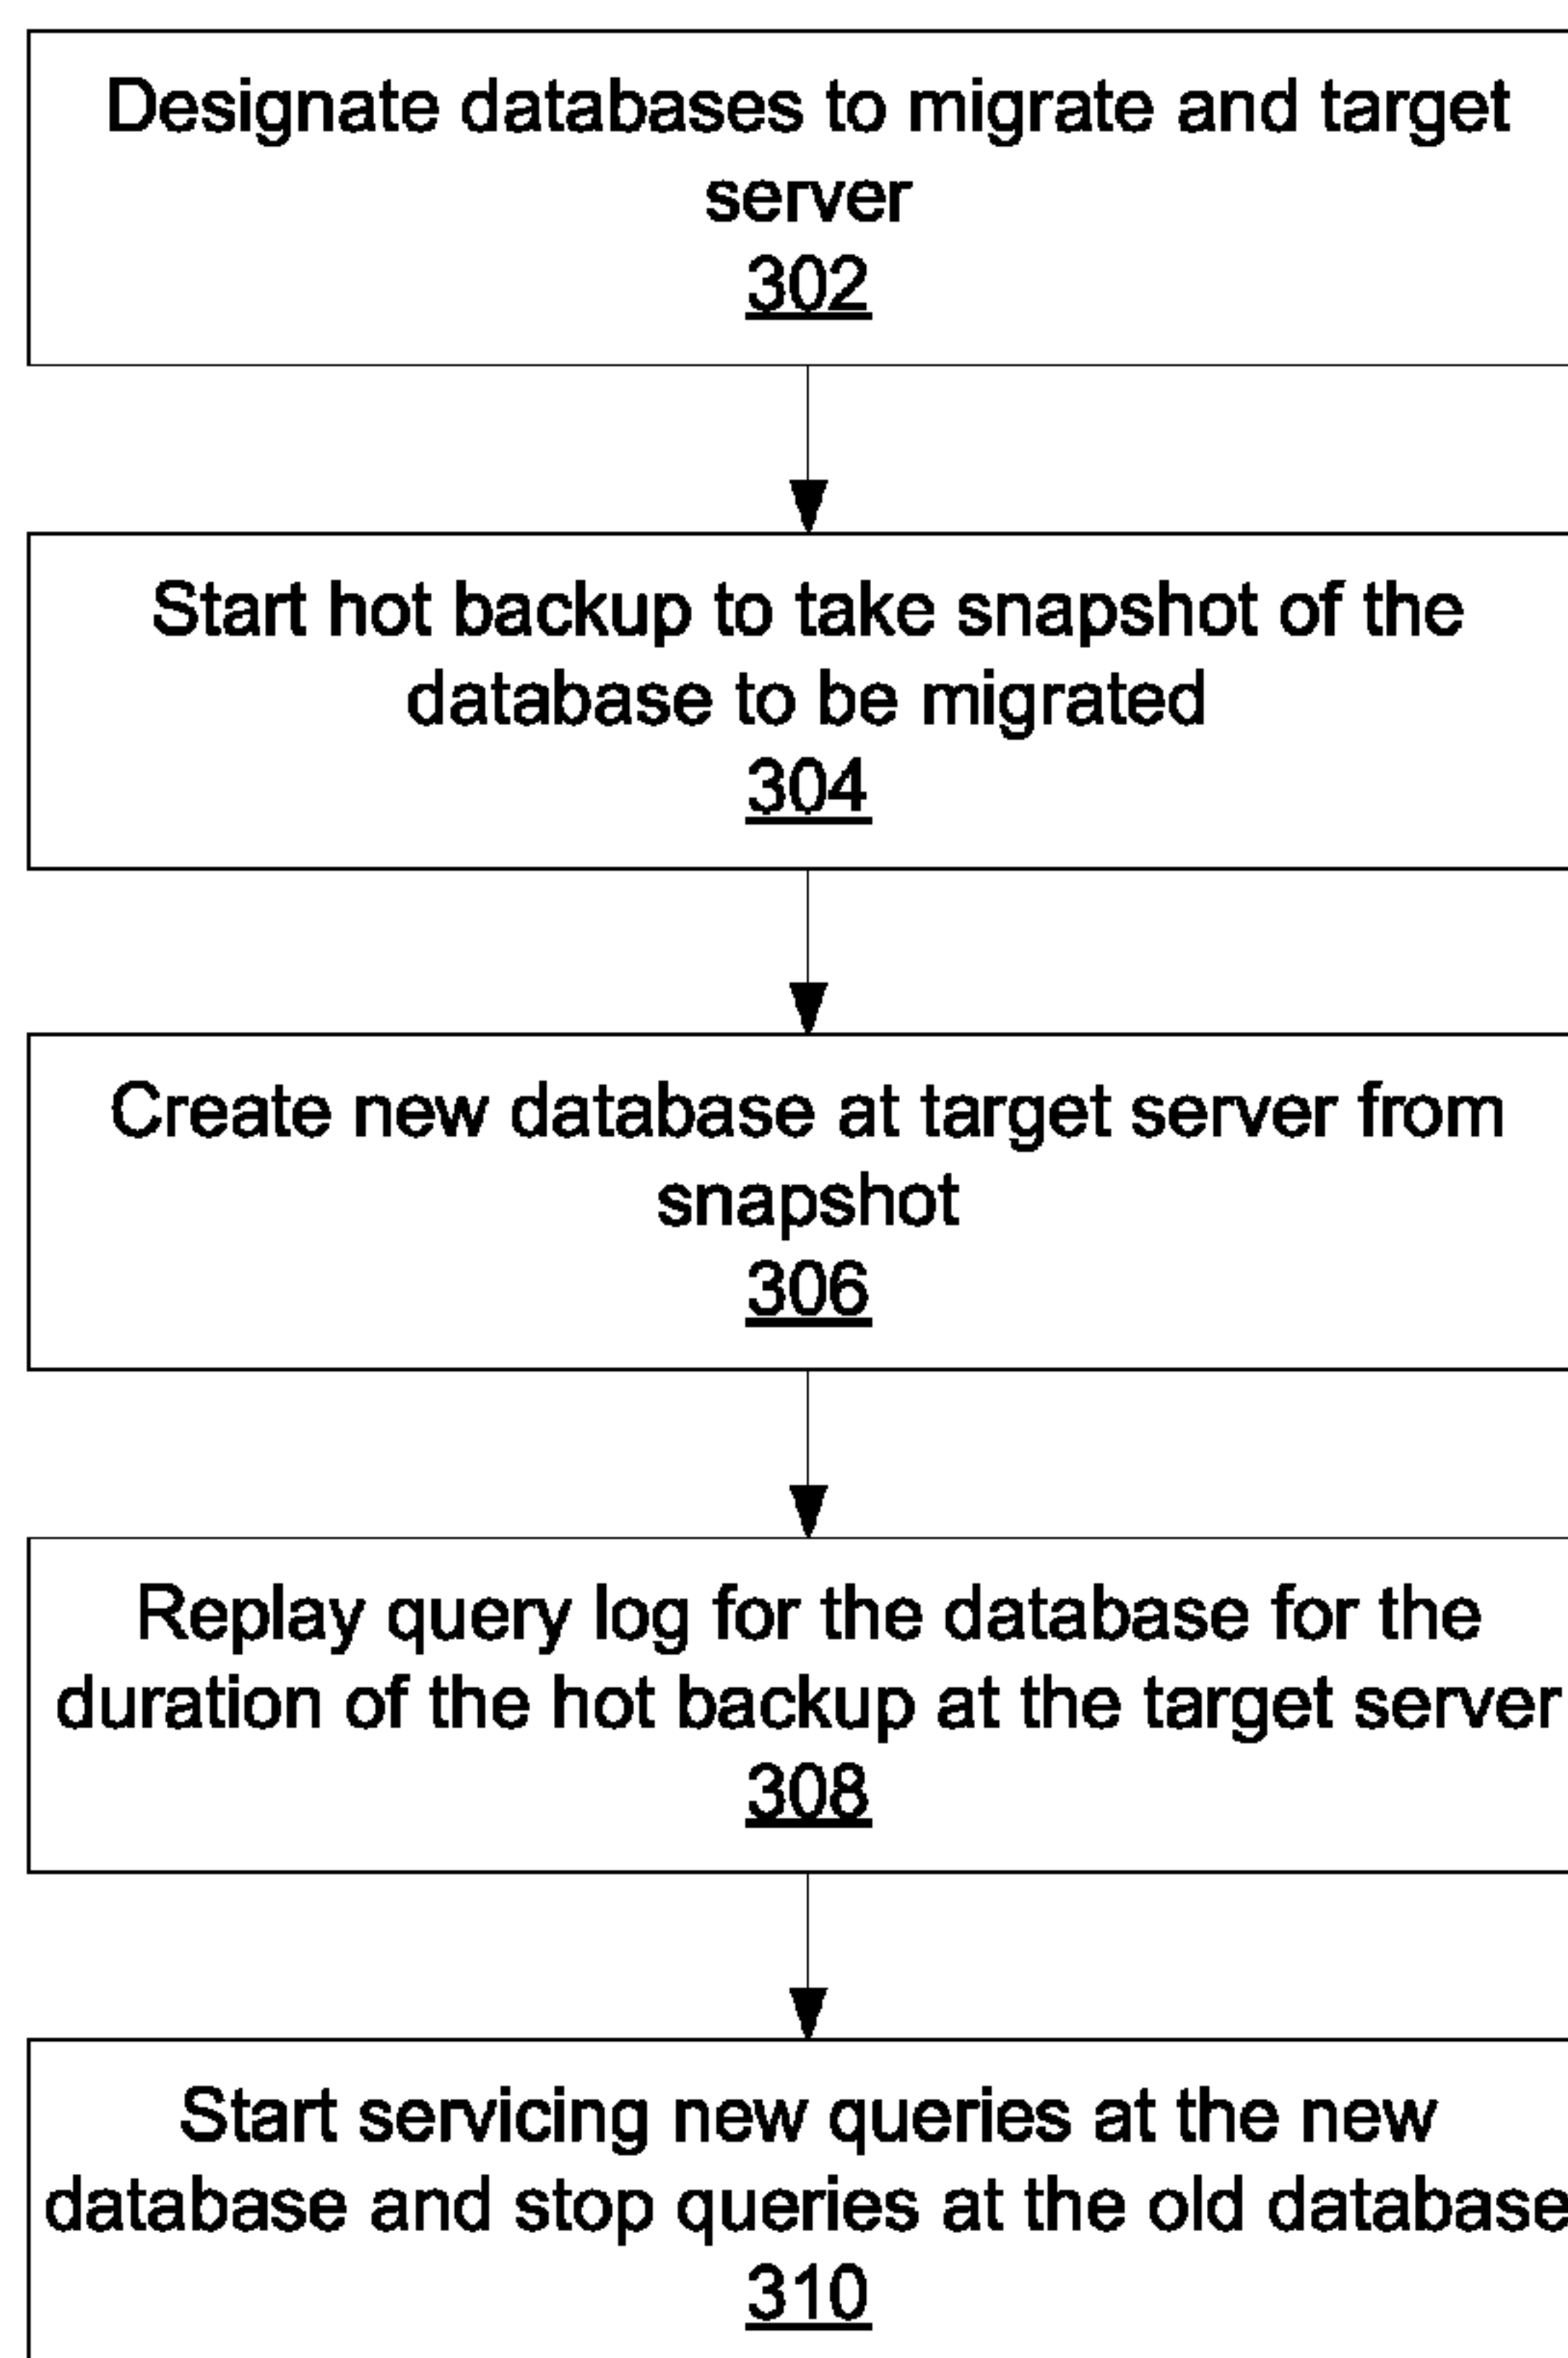 Designate databases to migrate and target
server
302
Start hot backup to take snapshot of the
database to be migrated
304
Create new database at target server from
snapshot
306
Replay query log for the database for the
duration of the hot backup at the target server
308
Start servicing new queries at the new
database and stop queries at the old database
310